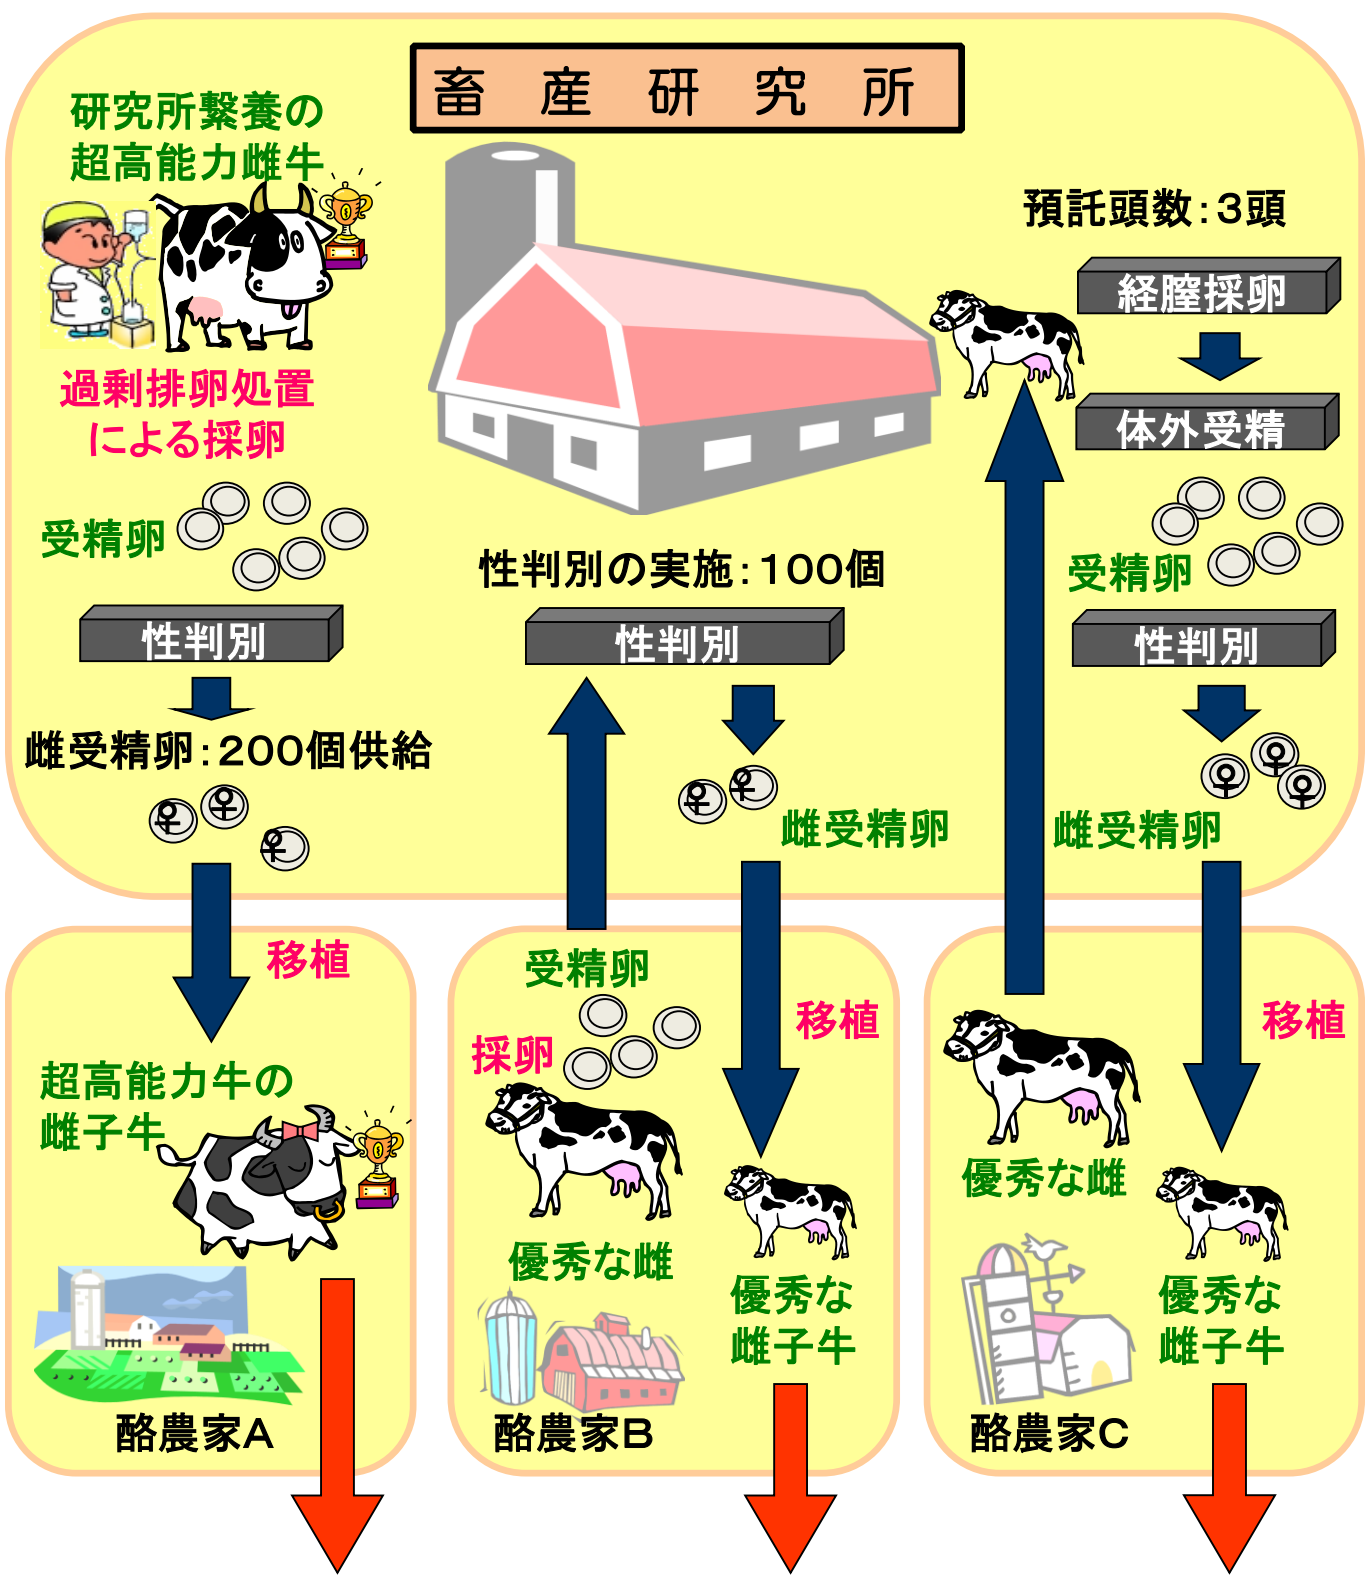 畜産研究所
研究所繋養の
超高能力雌牛
過剰排卵処置
による採卵
受精卵
性判別
雌受精卵：200個供給
性判別の実施：100個
性判別
雌受精卵
預託頭数：3頭
経膣採卵
体外受精
受精卵
性判別
雌受精卵
移植
超高能力牛の
雌子牛
酪農家A
受精卵
採卵
移植
優秀な雌
優秀な
雌子牛
酪農家B
移植
優秀な雌
優秀な
雌子牛
酪農家C